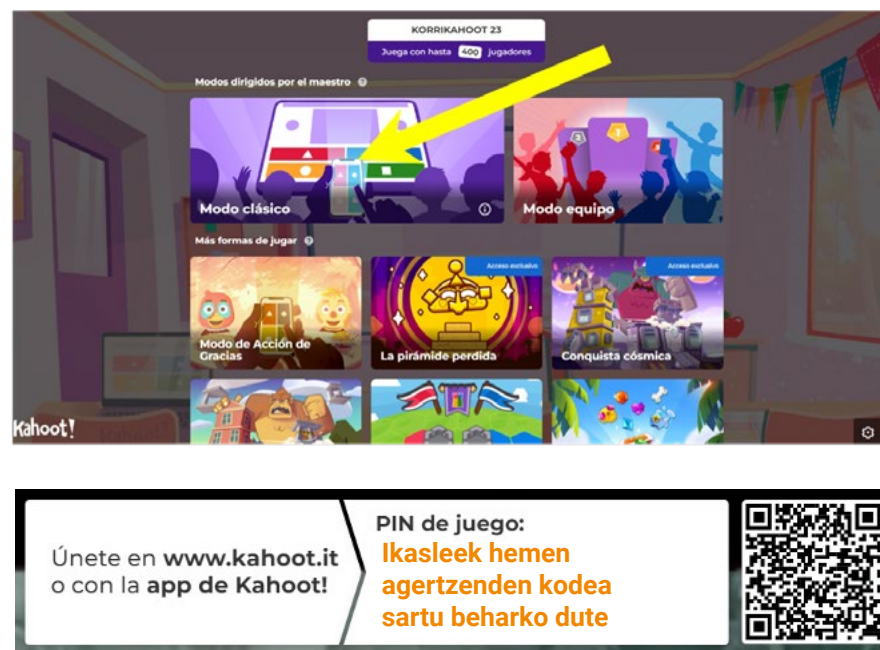 KORRIKAHOOT 23
Juega con hasta 400 jugadores
Modos dirigidos por el maestro
Modo clásico
Modo equipo
Más formas de jugar
Acceso exclusivo
Acceso exclusivo
Modo de Acción de
Gracias
La pirámide perdida
Conquista cósmica
Kahoot!
Únete en www.kahoot.it
o con la app de Kahoot!
PIN de juego:
Ikasleek hemen
agertzenden kodea
sartu beharko dute